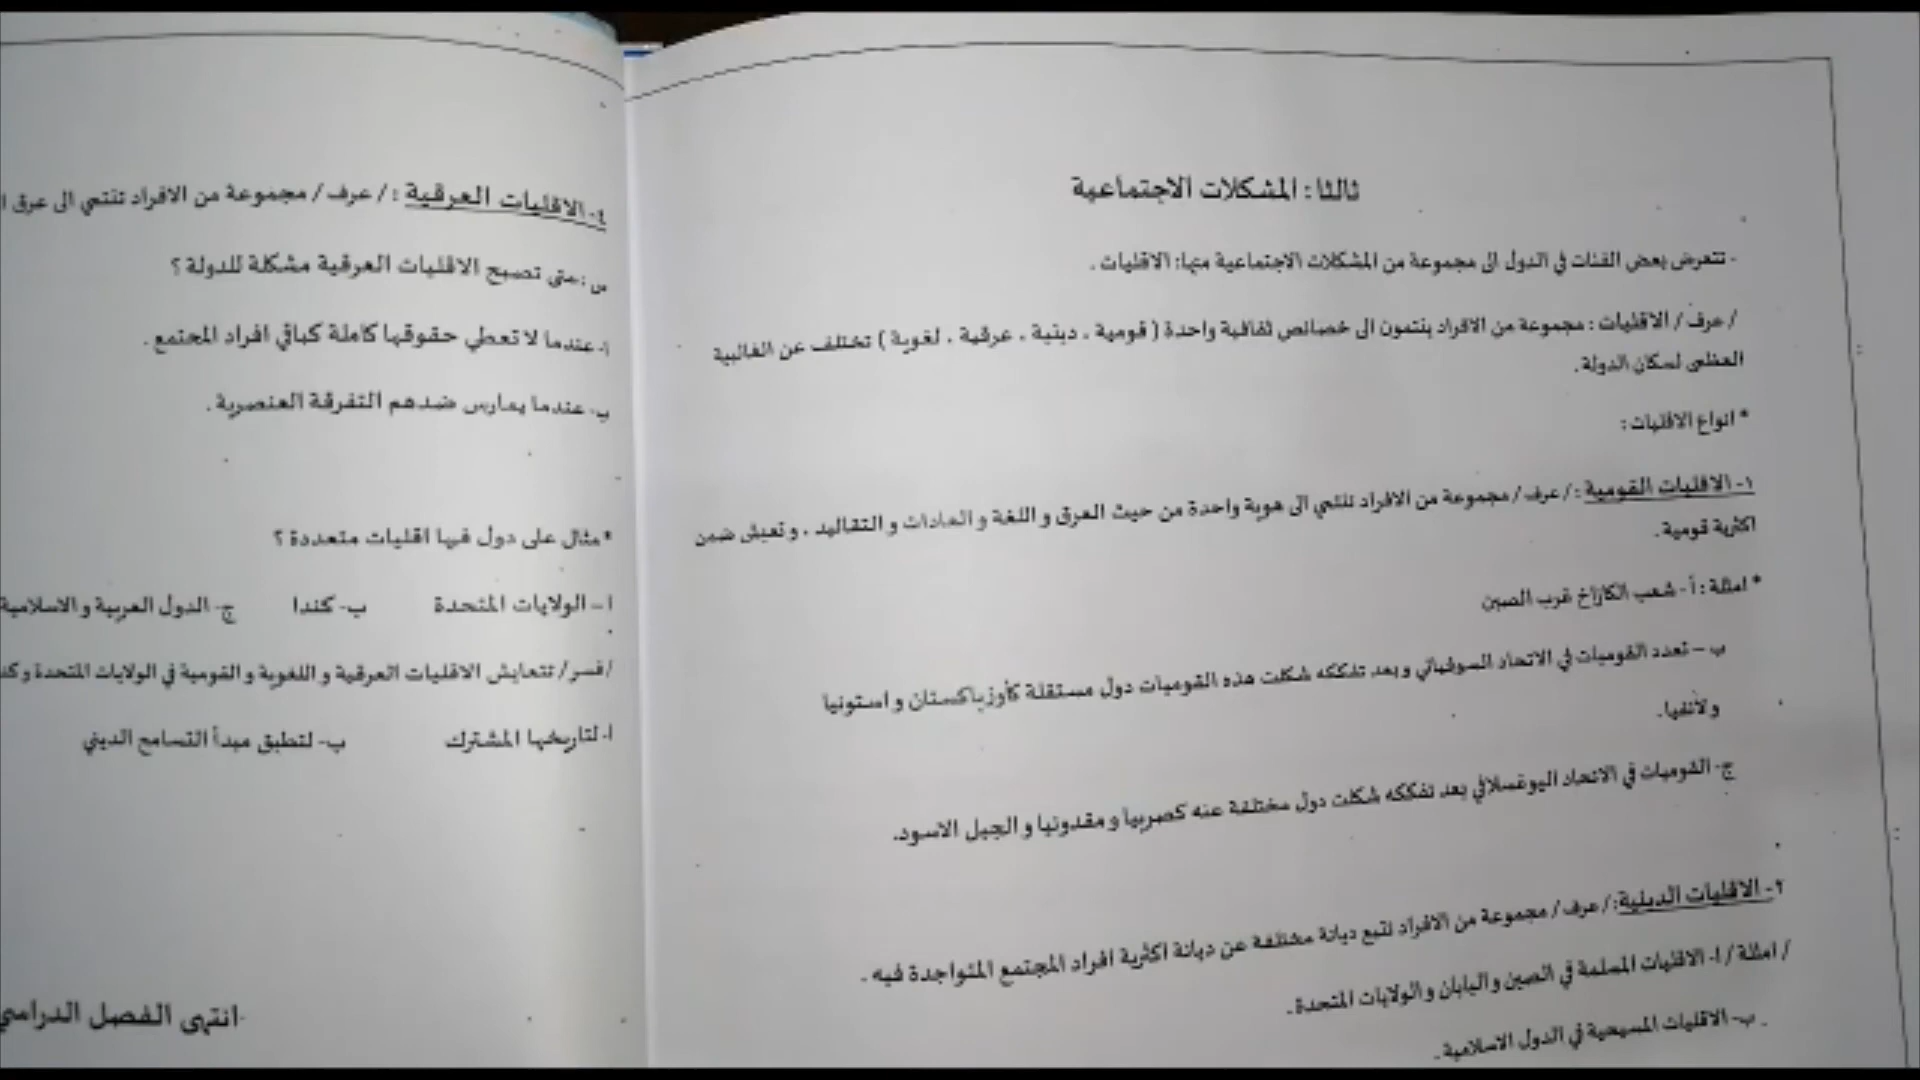 ثالثا : المشكلات الاجتماعية
- تتعرض بعض الفئات في الدول الى مجموعة من المشكلات الاجتماعية منها: الاقليات .
/ عرف / الاقليات : مجموعة من الافراد ينتمون الى خصائص ثقافية واحدة ( قومية ، دينية ، عرقية ، لغوية ) تختلف عن الغالبية
العظمى لسكان الدولة .
* انواع الاقليات :
١- الاقليات القومية : / عرف / مجموعة من الافراد تنتمي الى هوية واحدة من حيث العرق و اللغة و العادات و التقاليد ، و تعيش ضمن
اكثرية قومية .
* امثلة : أ - شعب الكازاخ غرب الصين
ب – تعدد القوميات في الاتحاد السوفياتي و بعد تفككه شكلت هذه القوميات دول مستقلة كأوزباكستان و استونيا
ولاتفيا .
ج- القوميات في الاتحاد اليوغسلافي بعد تفككه شكلت دول مختلفة عنه كصربيا و مقدونيا و الجبل الاسود.
٢- الاقليات الدينية: / عرف / مجموعة من الافراد تتبع ديانة مختلفة عن ديانة اكثرية افراد المجتمع المتواجدة فيه .
/ امثلة / ا- الاقليات المسلمة في الصين و اليابان و الولايات المتحدة .
ب- الاقليات المسيحية في الدول الاسلامية .
٤- الاقليات العرقية : / عرف / مجموعة من الافراد تنتمي الى عرق
س : متى تصبح الاقليات العرقية مشكلة للدولة ؟
أ- عندما لا تعطي حقوقها كاملة كباقي افراد المجتمع .
ب- عندما يمارس ضدهم التفرقة العنصرية .
*مثال على دول فيها اقليات متعددة ؟
ا – الولايات المتحدة ب- كندا ج- الدول العربية و الاسلامية
/ فسر / تتعايش الاقليات العرقية و اللغوية و القومية في الولايات المتحدة و
ا- لتاريخها المشترك ب- لتطبق مبدأ التسامح الديني
انتهى الفصل الدراسي